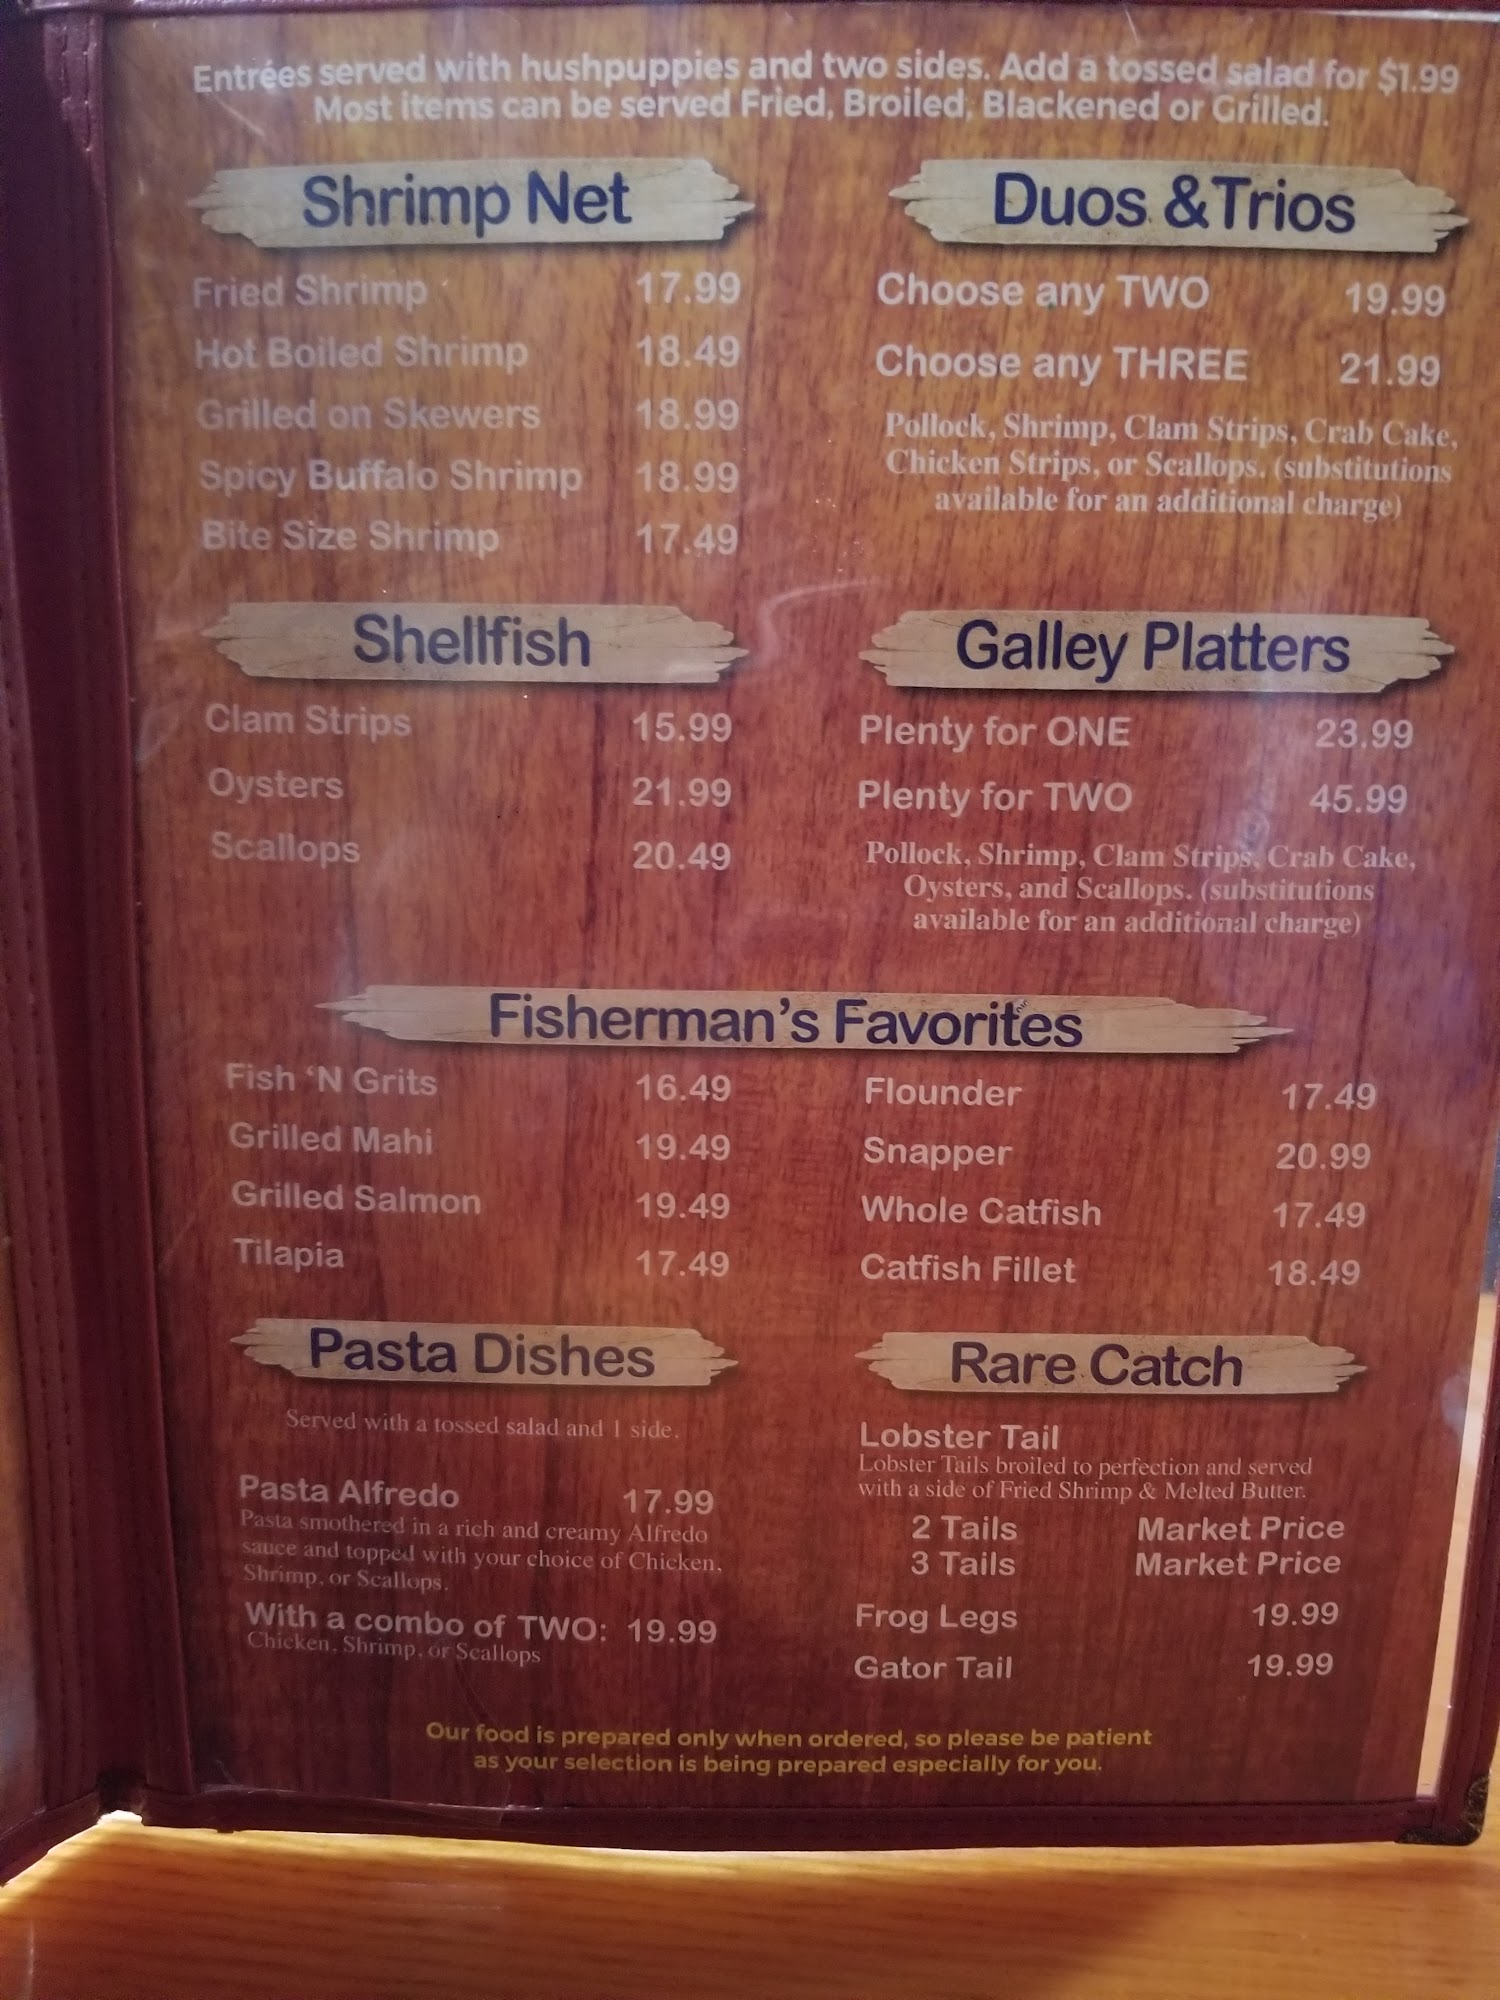 Entrées served with hushpuppies and two sides. Add a tossed salad for $1.99
Most items can be served Fried, Broiled, Blackened or Grilled.
Shrimp Net
Fried Shrimp 17.99
Hot Boiled Shrimp 18.49
Grilled on Skewers 18.99
Spicy Buffalo Shrimp 18.99
Bite Size Shrimp 17.49
Duos &Trios
Choose any TWO 19.99
Choose any THREE 21.99
Pollock, Shrimp, Clam Strips, Crab Cake,
Chicken Strips, or Scallops. (substitutions
available for an additional charge)
Shellfish
Clam Strips 15.99
Oysters 21.99
Scallops 20.49
Galley Platters
Plenty for ONE 23.99
Plenty for TWO 45.99
Pollock, Shrimp, Clam Strips, Crab Cake,
Oysters, and Scallops. (substitutions
available for an additional charge)
Fisherman's Favorites
Fish 'N Grits 16.49
Grilled Mahi 19.49
Grilled Salmon 19.49
Tilapia 17.49
Flounder 17.49
Snapper 20.99
Whole Catfish 17.49
Catfish Fillet 18.49
Pasta Dishes
Served with a tossed salad and 1 side.
Pasta Alfredo 17.99
Pasta smothered in a rich and creamy Alfredo
sauce and topped with your choice of Chicken,
Shrimp, or Scallops.
With a combo of TWO: 19.99
Chicken, Shrimp, or Scallops
Rare Catch
Lobster Tail
Lobster Tails broiled to perfection and served
with a side of Fried Shrimp & Melted Butter.
2 Tails Market Price
3 Tails Market Price
Frog Legs 19.99
Gator Tail 19.99
Our food is prepared only when ordered, so please be patient
as your selection is being prepared especially for you.